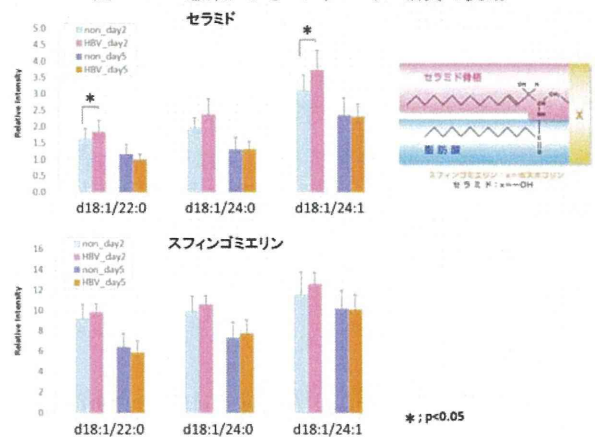 セラミド
non_day2
HBV_day2
non_day5
HBV_day5
Relative Intensity
5.0
4.5
4.0
3.5
3.0
2.5
2.0
1.5
1.0
0.5
0.0
*
*
d18:1/22:0
d18:1/24:0
d18:1/24:1
セラミド骨格
OH
H
X
脂肪酸
スフィンゴミエリン:x=ホスホコリン
セラミド:x=—OH
スフィンゴミエリン
non_day2
HBV_day2
non_day5
HBV_day5
Relative Intensity
16
14
12
10
8
6
4
2
0
d18:1/22:0
d18:1/24:0
d18:1/24:1
*; p<0.05